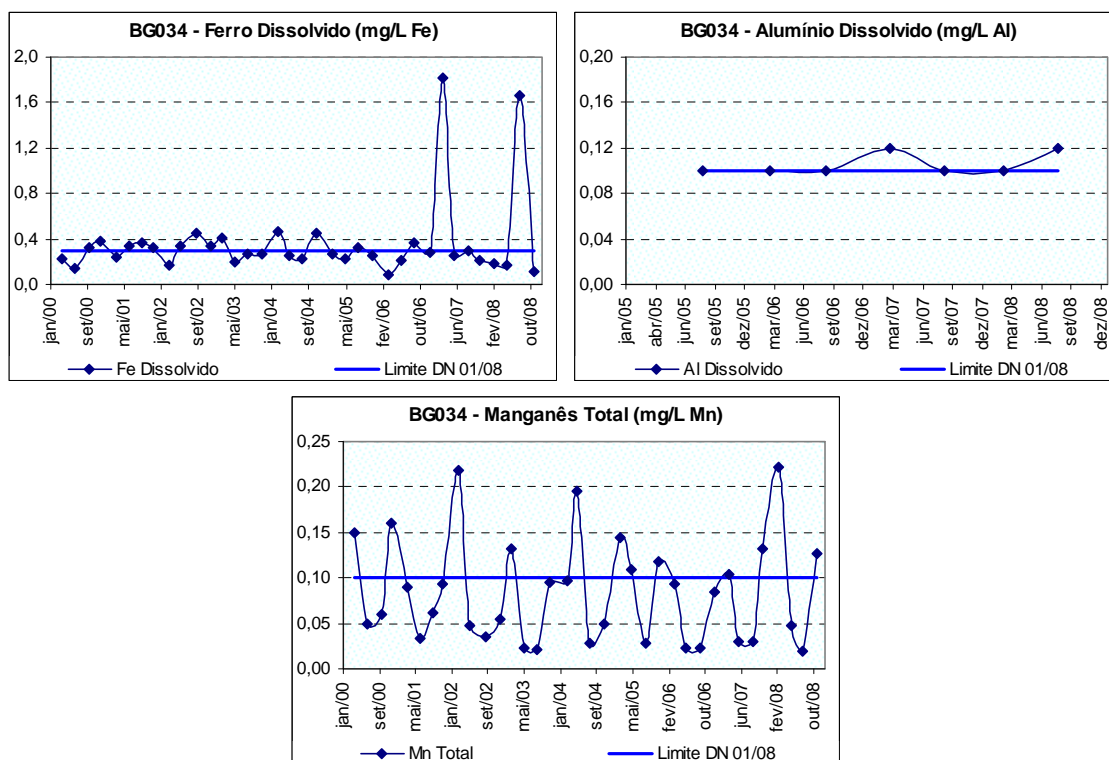 BG034 - Ferro Dissolvido (mg/L Fe)
2,0
1,6
1,2
0,8
0,4
0,0
jan/00 set/00 mai/01 jan/02 set/02 mai/03 jan/04 set/04 mai/05 fev/06 out/06 jun/07 fev/08 out/08
Fe Dissolvido Limite DN 01/08
BG034 - Alumínio Dissolvido (mg/L Al)
0,20
0,16
0,12
0,08
0,04
0,00
jan/05 abr/05 jun/05 set/05 dez/05 mar/06 jun/06 set/06 dez/06 mar/07 jun/07 set/07 dez/07 mar/08 jun/08 set/08 dez/08
Al Dissolvido Limite DN 01/08
BG034 - Manganês Total (mg/L Mn)
0,25
0,20
0,15
0,10
0,05
0,00
jan/00 set/00 mai/01 jan/02 set/02 mai/03 jan/04 set/04 mai/05 fev/06 out/06 jun/07 fev/08 out/08
Mn Total Limite DN 01/08